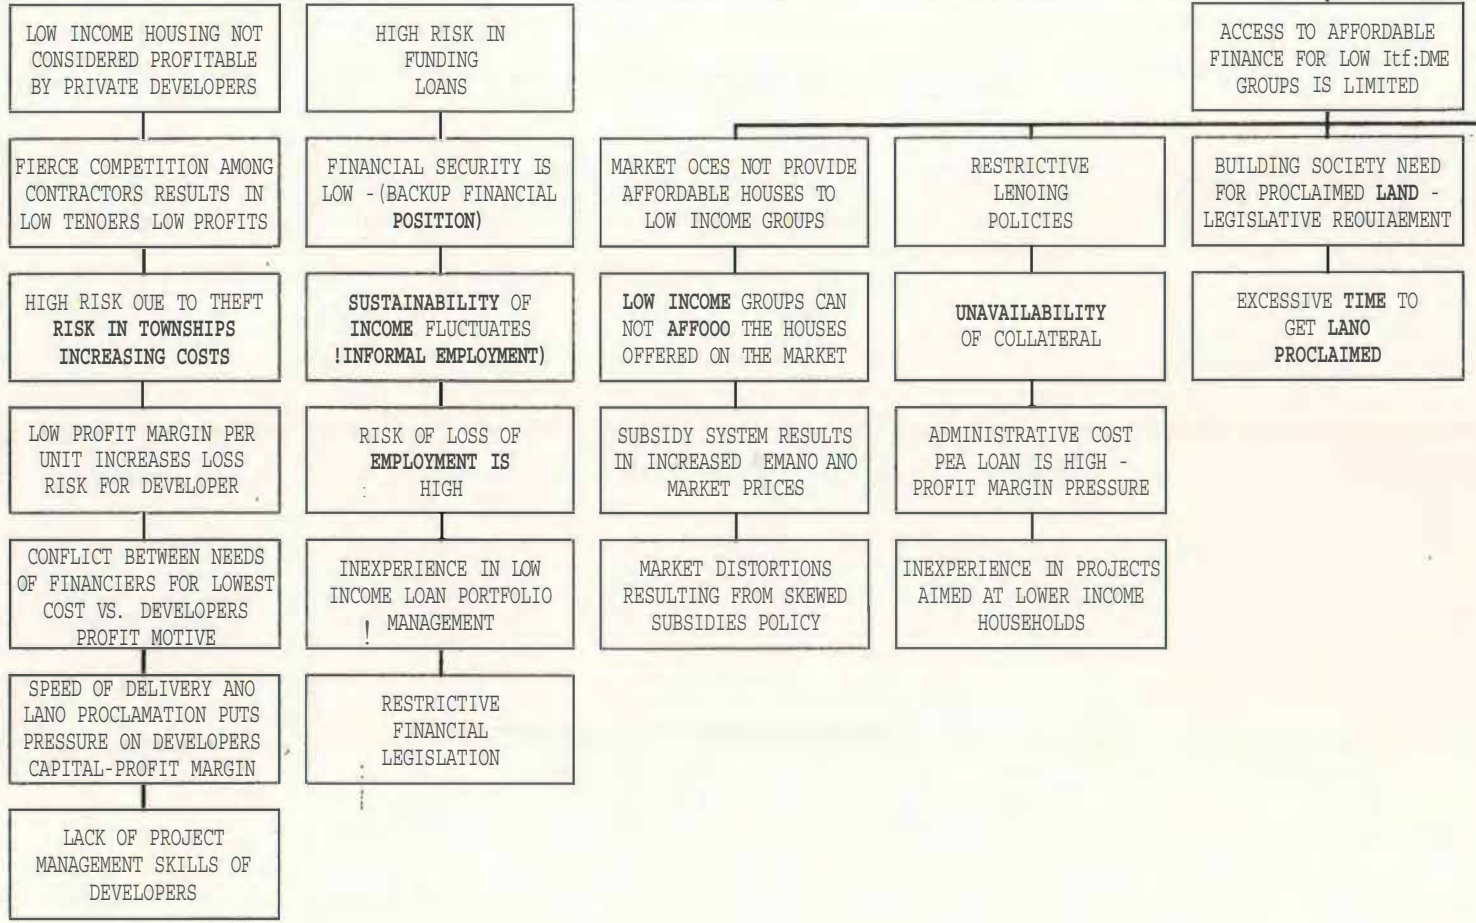 LOW INCOME HOUSING NOT
CONSIDERED PROFITABLE
BY PRIVATE DEVELOPERS
FIERCE COMPETITION AMONG
CONTRACTORS RESULTS IN
LOW TENOERS LOW PROFITS
HIGH RISK OUE TO THEFT
RISK IN TOWNSHIPS
INCREASING COSTS
LOW PROFIT MARGIN PER
UNIT INCREASES LOSS
RISK FOR DEVELOPER
CONFLICT BETWEEN NEEDS
OF FINANCIERS FOR LOWEST
COST VS. DEVELOPERS
PROFIT MOTIVE
SPEED OF DELIVERY ANO
LANO PROCLAMATION PUTS
PRESSURE ON DEVELOPERS
CAPITAL-PROFIT MARGIN
LACK OF PROJECT
MANAGEMENT SKILLS OF
DEVELOPERS
HIGH RISK IN
FUNDING
LOANS
FINANCIAL SECURITY IS
LOW -(BACKUP FINANCIAL
POSITION)
SUSTAINABILITY OF
INCOME FLUCTUATES
!INFORMAL EMPLOYMENT)
RISK OF LOSS OF
EMPLOYMENT IS
HIGH
INEXPERIENCE IN LOW
INCOME LOAN PORTFOLIO
! MANAGEMENT
RESTRICTIVE
FINANCIAL
LEGISLATION
MARKET OCES NOT PROVIDE
AFFORDABLE HOUSES TO
LOW INCOME GROUPS
LOW INCOME GROUPS CAN
NOT AFFOOO THE HOUSES
OFFERED ON THE MARKET
SUBSIDY SYSTEM RESULTS
IN INCREASED EMANO ANO
MARKET PRICES
MARKET DISTORTIONS
RESULTING FROM SKEWED
SUBSIDIES POLICY
RESTRICTIVE
LENOING
POLICIES
UNAVAILABILITY
OF COLLATERAL
ADMINISTRATIVE COST
PEA LOAN IS HIGH -
PROFIT MARGIN PRESSURE
INEXPERIENCE IN PROJECTS
AIMED AT LOWER INCOME
HOUSEHOLDS
ACCESS TO AFFORDABLE
FINANCE FOR LOW Itf:DME
GROUPS IS LIMITED
BUILDING SOCIETY NEED
FOR PROCLAIMED LAND -
LEGISLATIVE REOUIAEMENT
EXCESSIVE TIME TO
GET LANO
PROCLAIMED